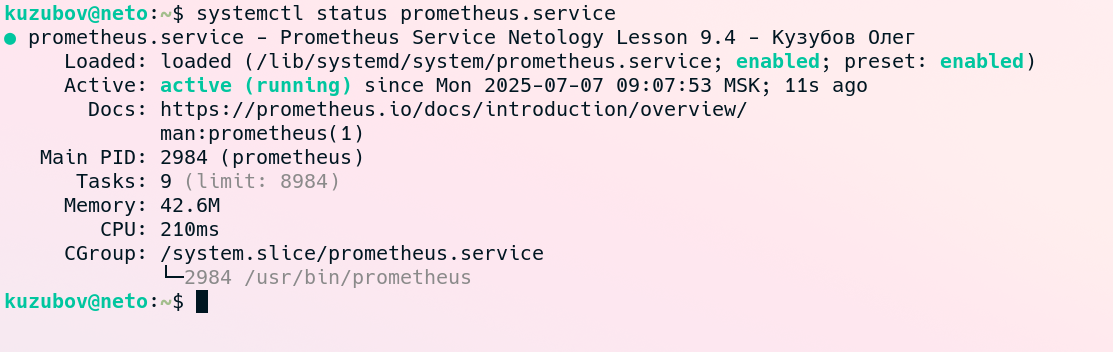 kuzubov@neto:~$ systemctl status prometheus.service
● prometheus.service - Prometheus Service Netology Lesson 9.4 - Кузубов Олег
     Loaded: loaded (/lib/systemd/system/prometheus.service; enabled; preset: enabled)
     Active: active (running) since Mon 2025-07-07 09:07:53 MSK; 11s ago
       Docs: https://prometheus.io/docs/introduction/overview/
             man:prometheus(1)
   Main PID: 2984 (prometheus)
      Tasks: 9 (limit: 8984)
     Memory: 42.6M
        CPU: 210ms
     CGroup: /system.slice/prometheus.service
             └─2984 /usr/bin/prometheus
kuzubov@neto:~$